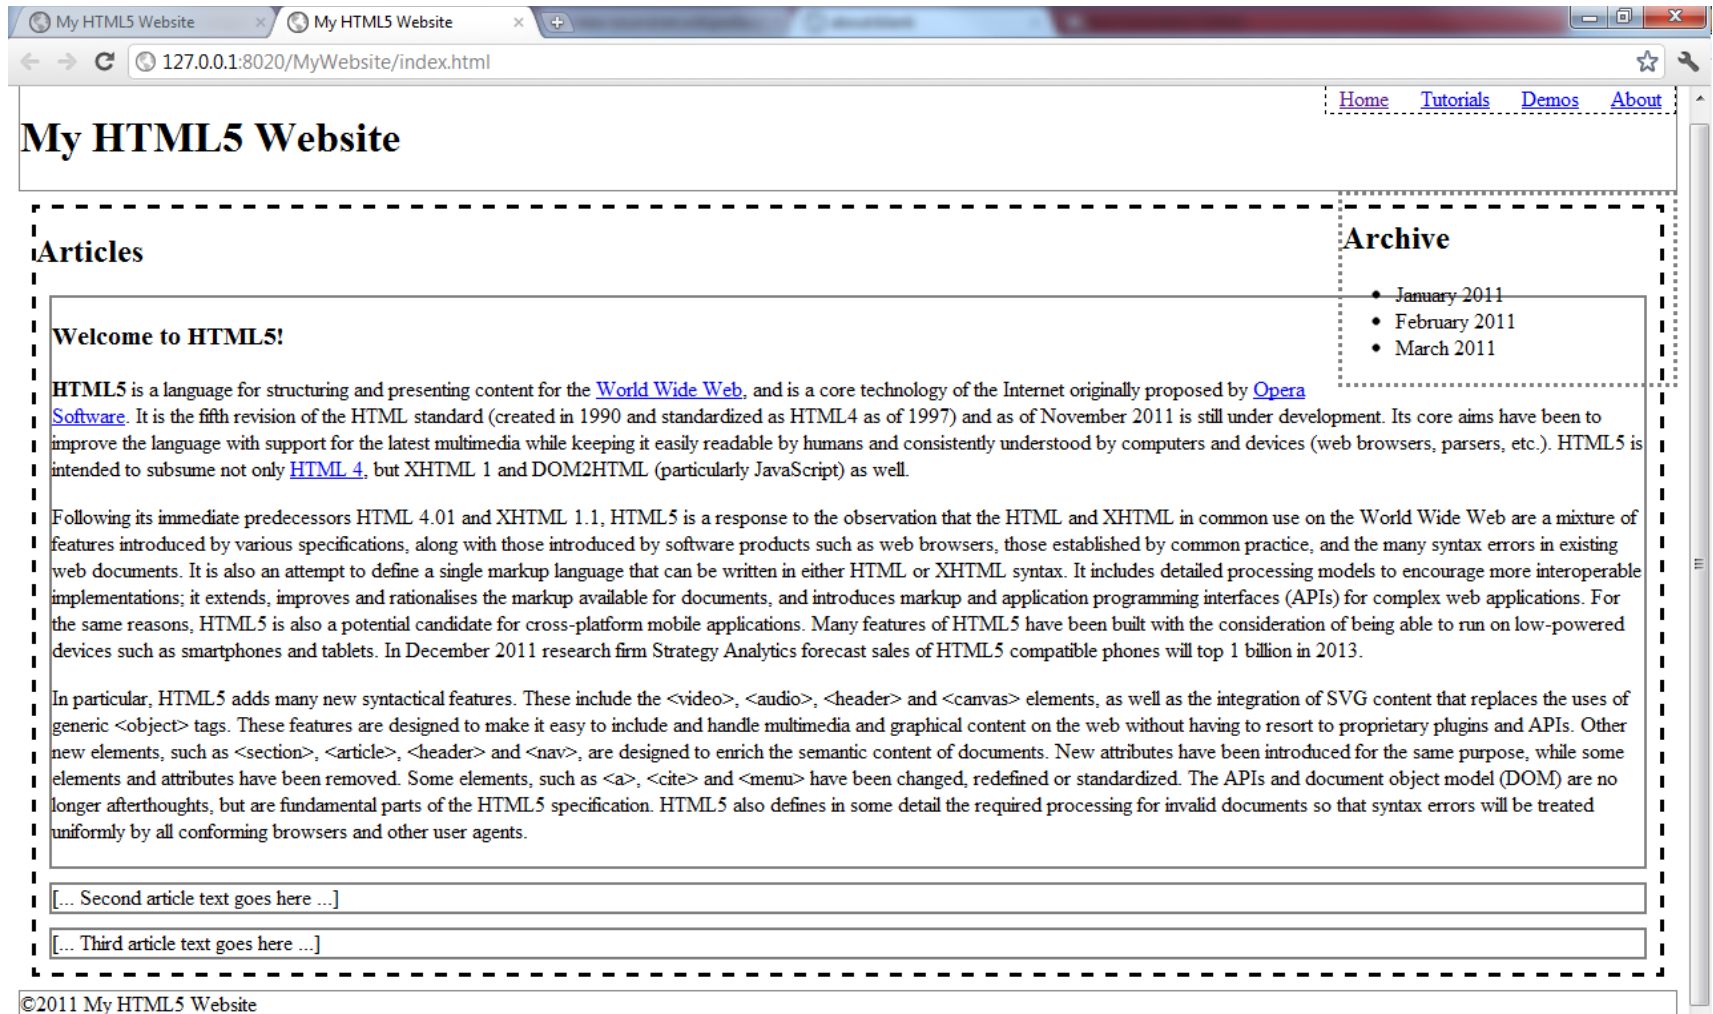 My HTML5 Website
My HTML5 Website
127.0.0.1:8020/MyWebsite/index.html
Home Tutorials Demos About
My HTML5 Website
Articles
Archive
January 2011
February 2011
March 2011
Welcome to HTML5!
HTML5 is a language for structuring and presenting content for the World Wide Web, and is a core technology of the Internet originally proposed by Opera
Software. It is the fifth revision of the HTML standard (created in 1990 and standardized as HTML4 as of 1997) and as of November 2011 is still under development. Its core aims have been to
improve the language with support for the latest multimedia while keeping it easily readable by humans and consistently understood by computers and devices (web browsers, parsers, etc.). HTML5 is
intended to subsume not only HTML 4, but XHTML 1 and DOM2HTML (particularly JavaScript) as well.
Following its immediate predecessors HTML 4.01 and XHTML 1.1, HTML5 is a response to the observation that the HTML and XHTML in common use on the World Wide Web are a mixture of
features introduced by various specifications, along with those introduced by software products such as web browsers, those established by common practice, and the many syntax errors in existing
web documents. It is also an attempt to define a single markup language that can be written in either HTML or XHTML syntax. It includes detailed processing models to encourage more interoperable
implementations; it extends, improves and rationalises the markup available for documents, and introduces markup and application programming interfaces (APIs) for complex web applications. For
the same reasons, HTML5 is also a potential candidate for cross-platform mobile applications. Many features of HTML5 have been built with the consideration of being able to run on low-powered
devices such as smartphones and tablets. In December 2011 research firm Strategy Analytics forecast sales of HTML5 compatible phones will top 1 billion in 2013.
In particular, HTML5 adds many new syntactical features. These include the <video>, <audio>, <header> and <canvas> elements, as well as the integration of SVG content that replaces the uses of
generic <object> tags. These features are designed to make it easy to include and handle multimedia and graphical content on the web without having to resort to proprietary plugins and APIs. Other
new elements, such as <section>, <article>, <header> and <nav>, are designed to enrich the semantic content of documents. New attributes have been introduced for the same purpose, while some
elements and attributes have been removed. Some elements, such as <a>, <cite> and <menu> have been changed, redefined or standardized. The APIs and document object model (DOM) are no
longer afterthoughts, but are fundamental parts of the HTML5 specification. HTML5 also defines in some detail the required processing for invalid documents so that syntax errors will be treated
uniformly by all conforming browsers and other user agents.
[... Second article text goes here ...]
[... Third article text goes here ...]
©2011 My HTML5 Website